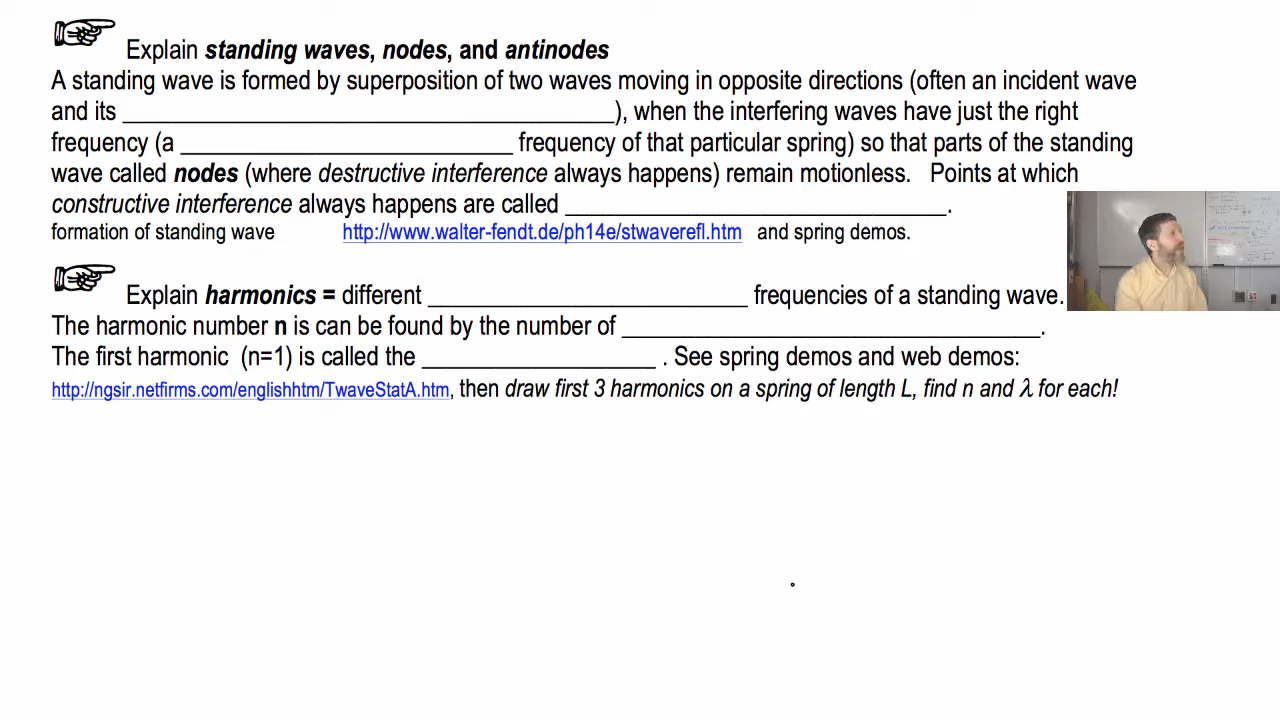 Explain standing waves, nodes, and antinodes
A standing wave is formed by superposition of two waves moving in opposite directions (often an incident wave
and its ______________________________________), when the interfering waves have just the right
frequency (a __________________________ frequency of that particular spring) so that parts of the standing
wave called nodes (where destructive interference always happens) remain motionless. Points at which
constructive interference always happens are called ______________________________.
formation of standing wave http://www.walter-fendt.de/ph14e/stwaverefl.htm and spring demos.
Explain harmonics = different _________________________ frequencies of a standing wave.
The harmonic number n is can be found by the number of _________________________________.
The first harmonic (n=1) is called the __________________ . See spring demos and web demos:
http://ngsir.netfirms.com/englishhtm/TwaveStatA.htm, then draw first 3 harmonics on a spring of length L, find n and λ for each!